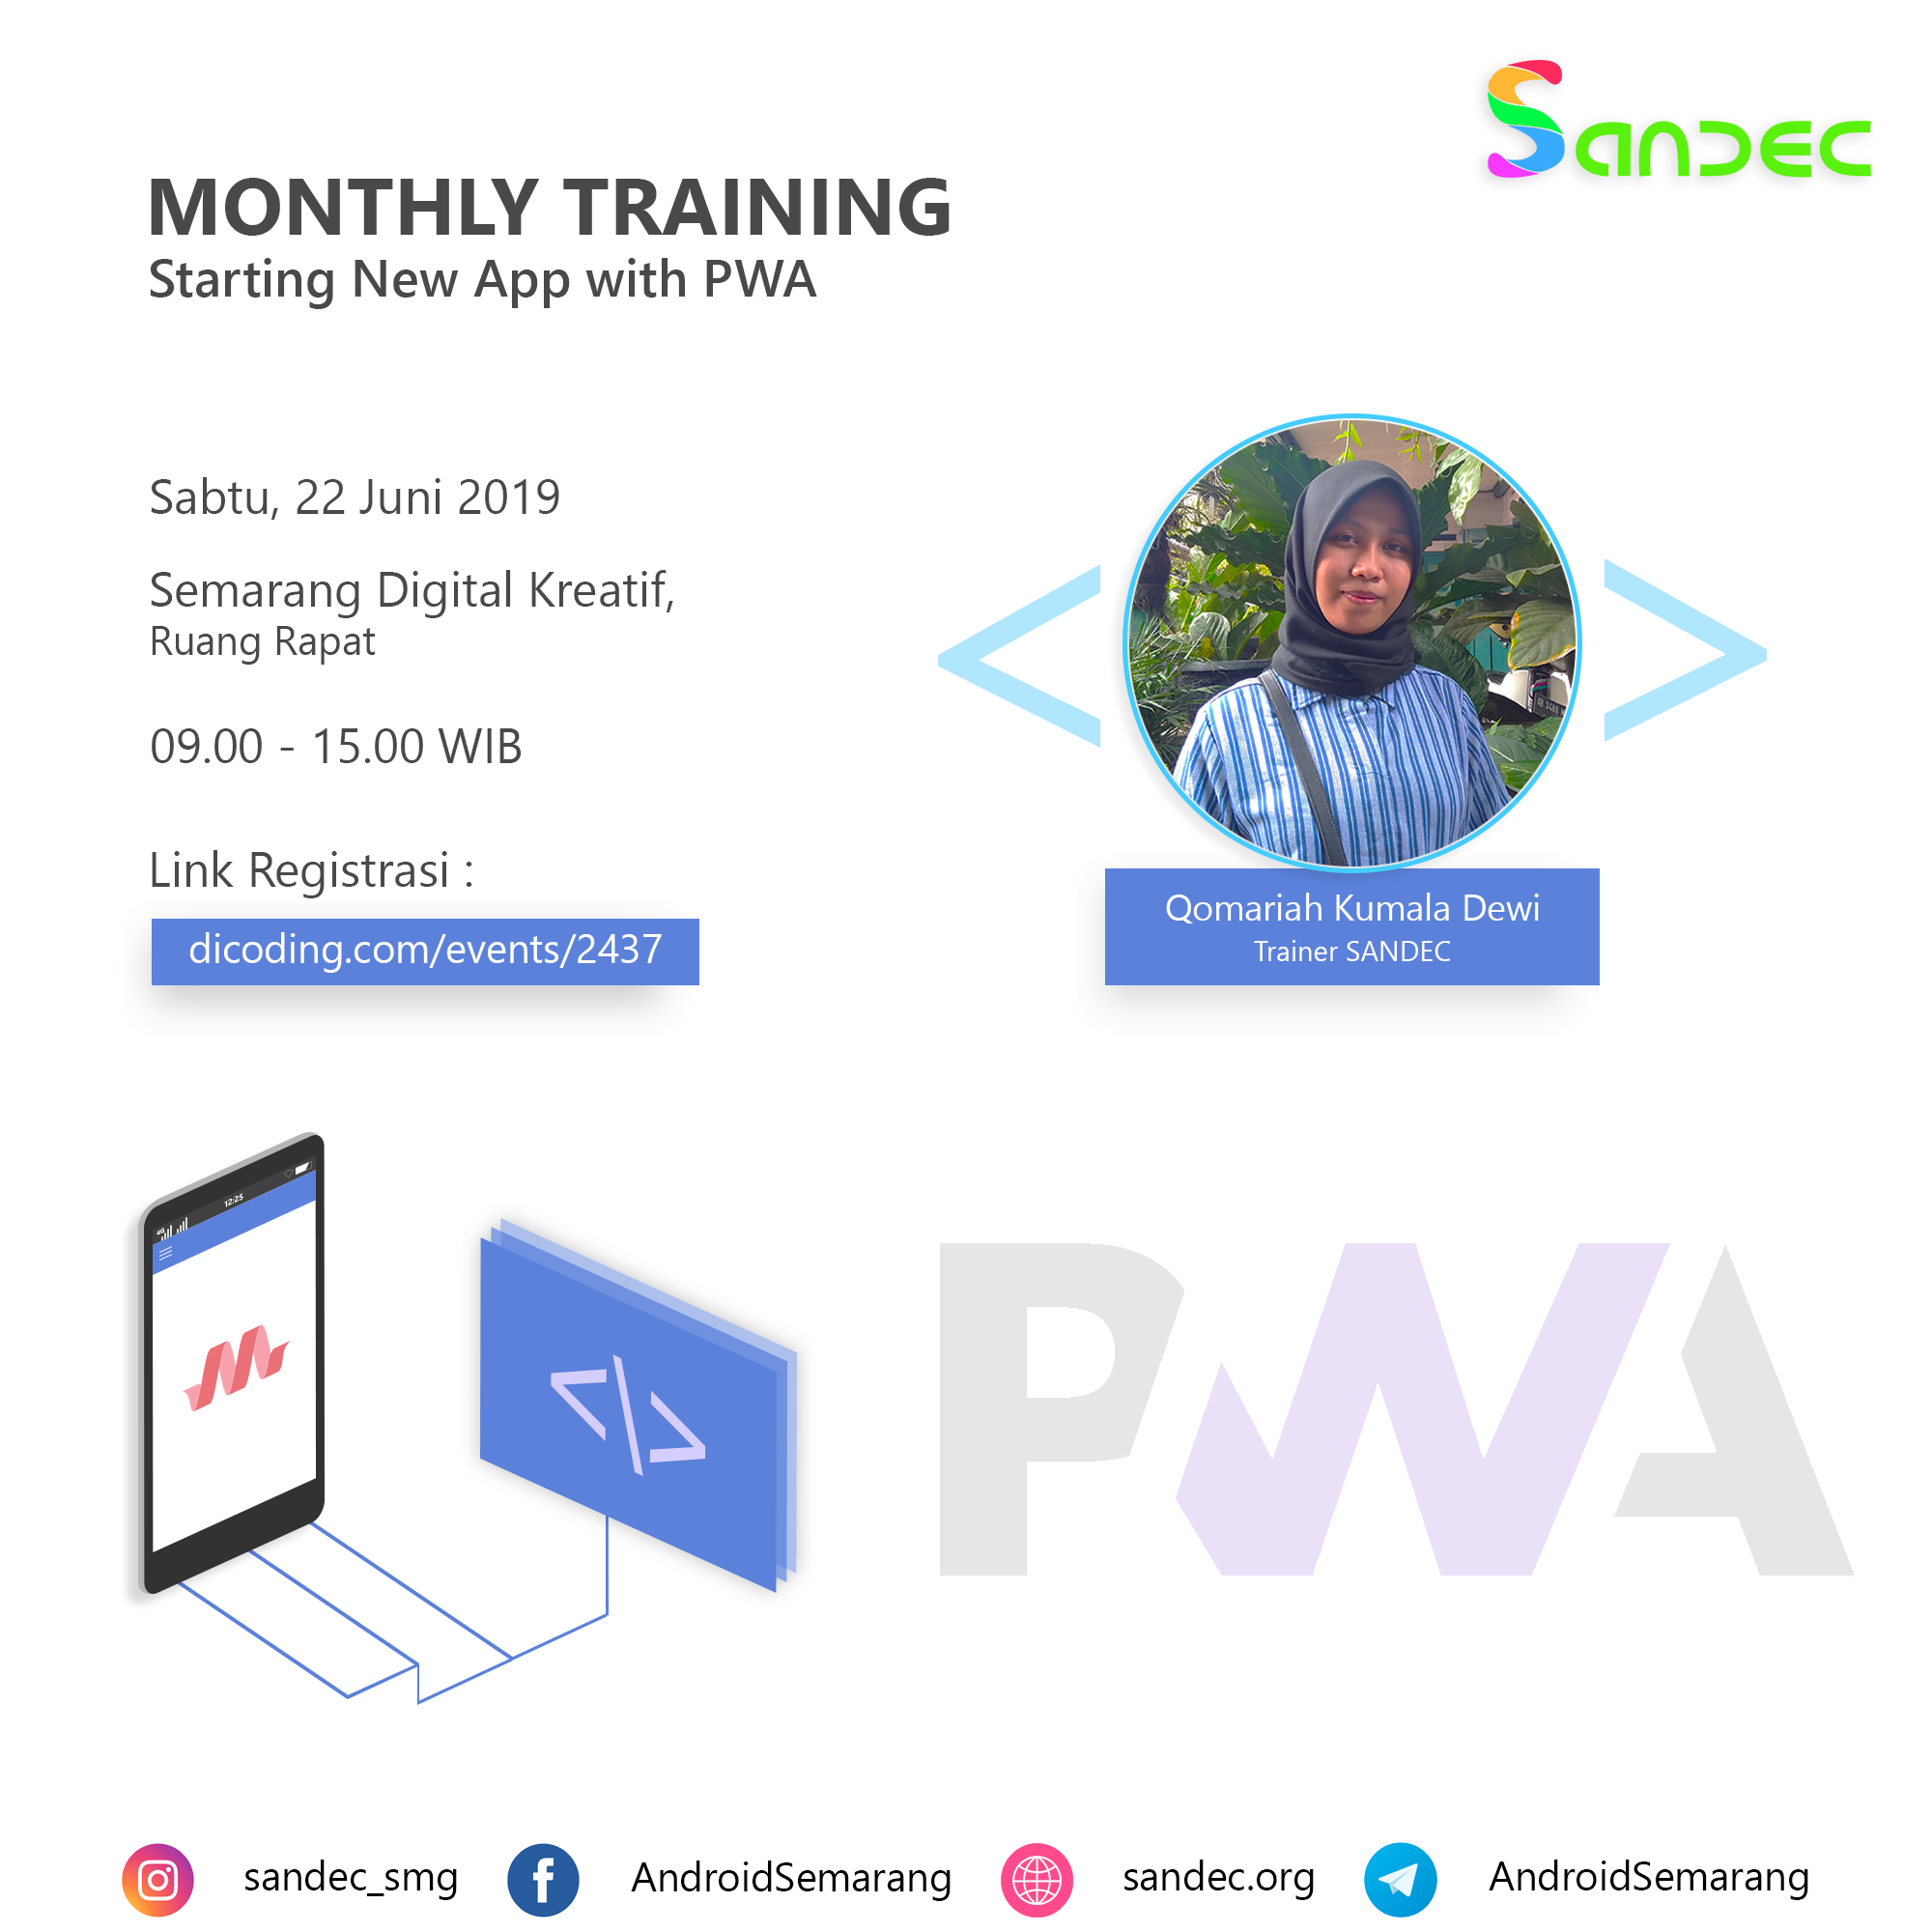 SANDEC
MONTHLY TRAINING
Starting New App with PWA
Sabtu, 22 Juni 2019
Semarang Digital Kreatif,
Ruang Rapat
09.00 - 15.00 WIB
Link Registrasi :
dicoding.com/events/2437
Qomariah Kumala Dewi
Trainer SANDEC
4G
12:25
<\>
PWA
sandec_smg
AndroidSemarang
sandec.org
AndroidSemarang